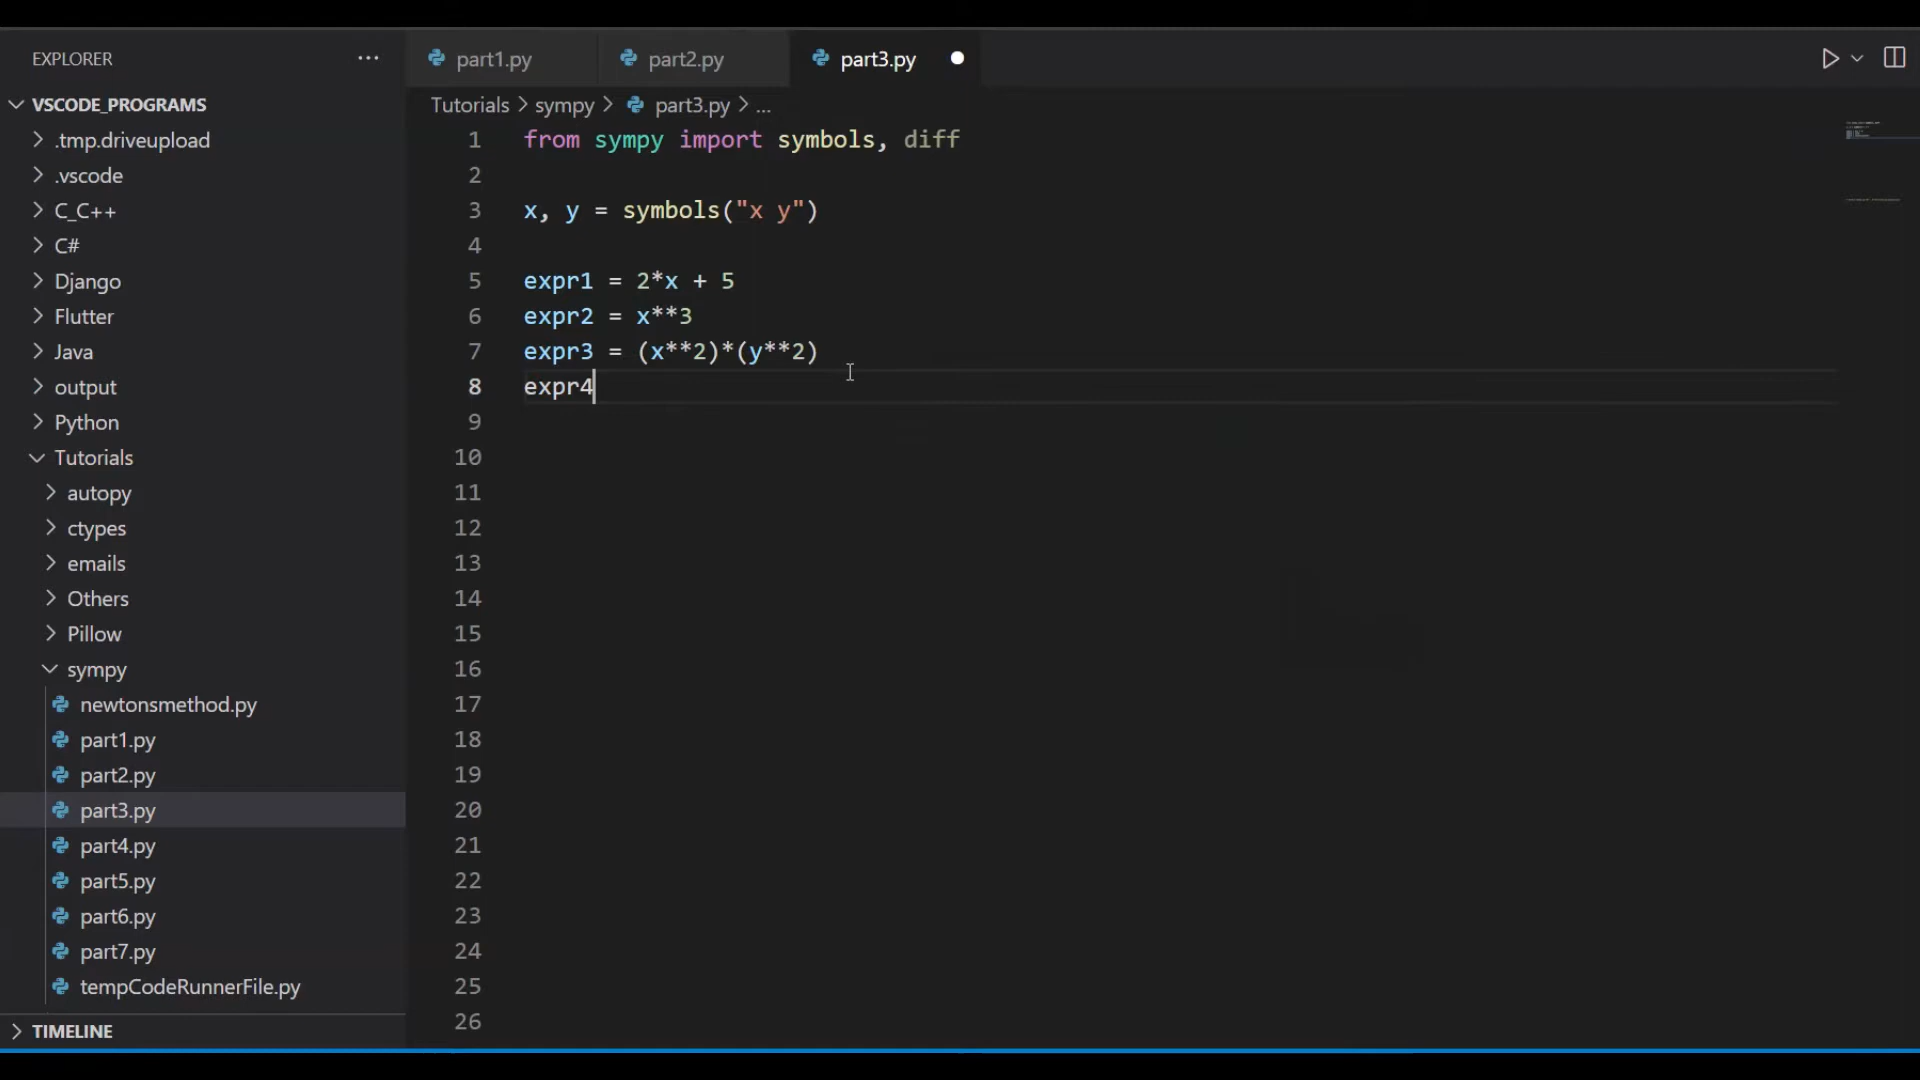 EXPLORER
···
VSCODE_PROGRAMS
.tmp.driveupload
.vscode
C_C++
C#
Django
Flutter
Java
output
Python
Tutorials
autopy
ctypes
emails
Others
Pillow
sympy
newtonsmethod.py
part1.py
part2.py
part3.py
part4.py
part5.py
part6.py
part7.py
tempCodeRunnerFile.py
TIMELINE
part1.py part2.py part3.py
Tutorials > sympy > part3.py > ...
1 from sympy import symbols, diff
2
3 x, y = symbols("x y")
4
5 expr1 = 2*x + 5
6 expr2 = x**3
7 expr3 = (x**2)*(y**2)
8 expr4
9
10
11
12
13
14
15
16
17
18
19
20
21
22
23
24
25
26